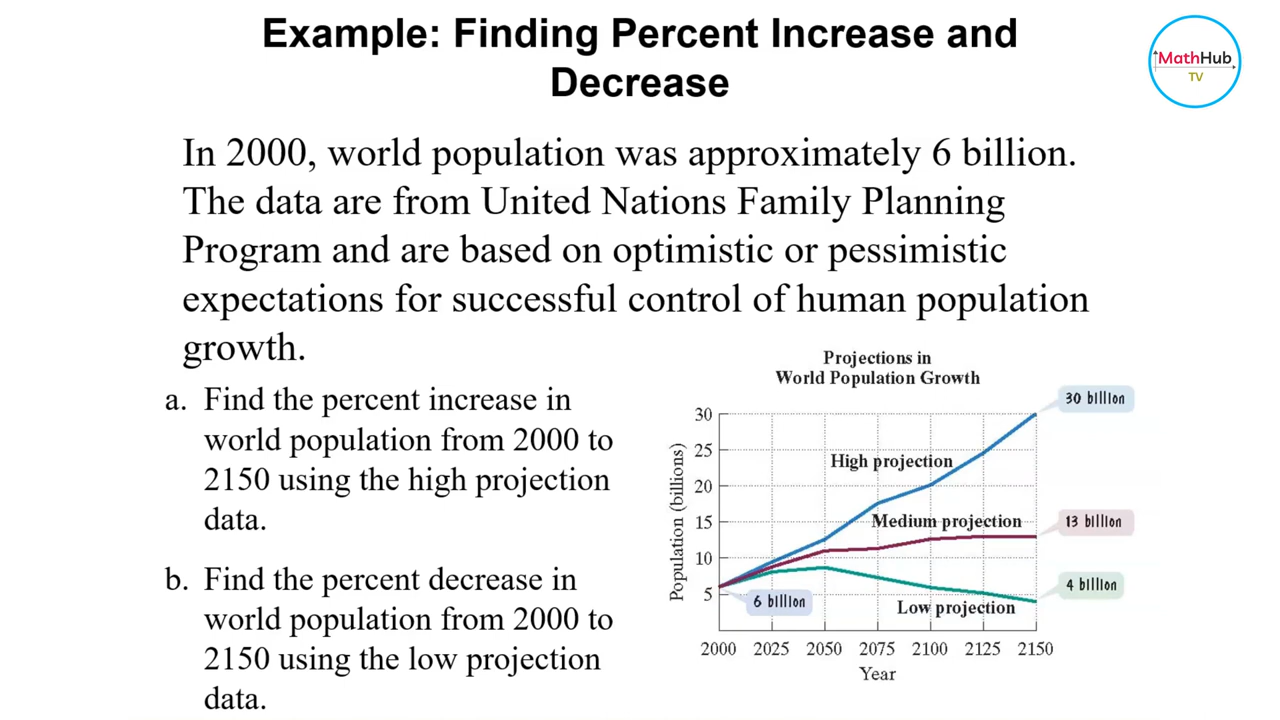 Example: Finding Percent Increase and
Decrease
MathHub
TV
In 2000, world population was approximately 6 billion.
The data are from United Nations Family Planning
Program and are based on optimistic or pessimistic
expectations for successful control of human population
growth.
a. Find the percent increase in
world population from 2000 to
2150 using the high projection
data.
b. Find the percent decrease in
world population from 2000 to
2150 using the low projection
data.
Projections in
World Population Growth
Population (billions)
30
25
20
15
10
5
30 billion
High projection
Medium projection
13 billion
4 billion
6 billion
Low projection
2000 2025 2050 2075 2100 2125 2150
Year